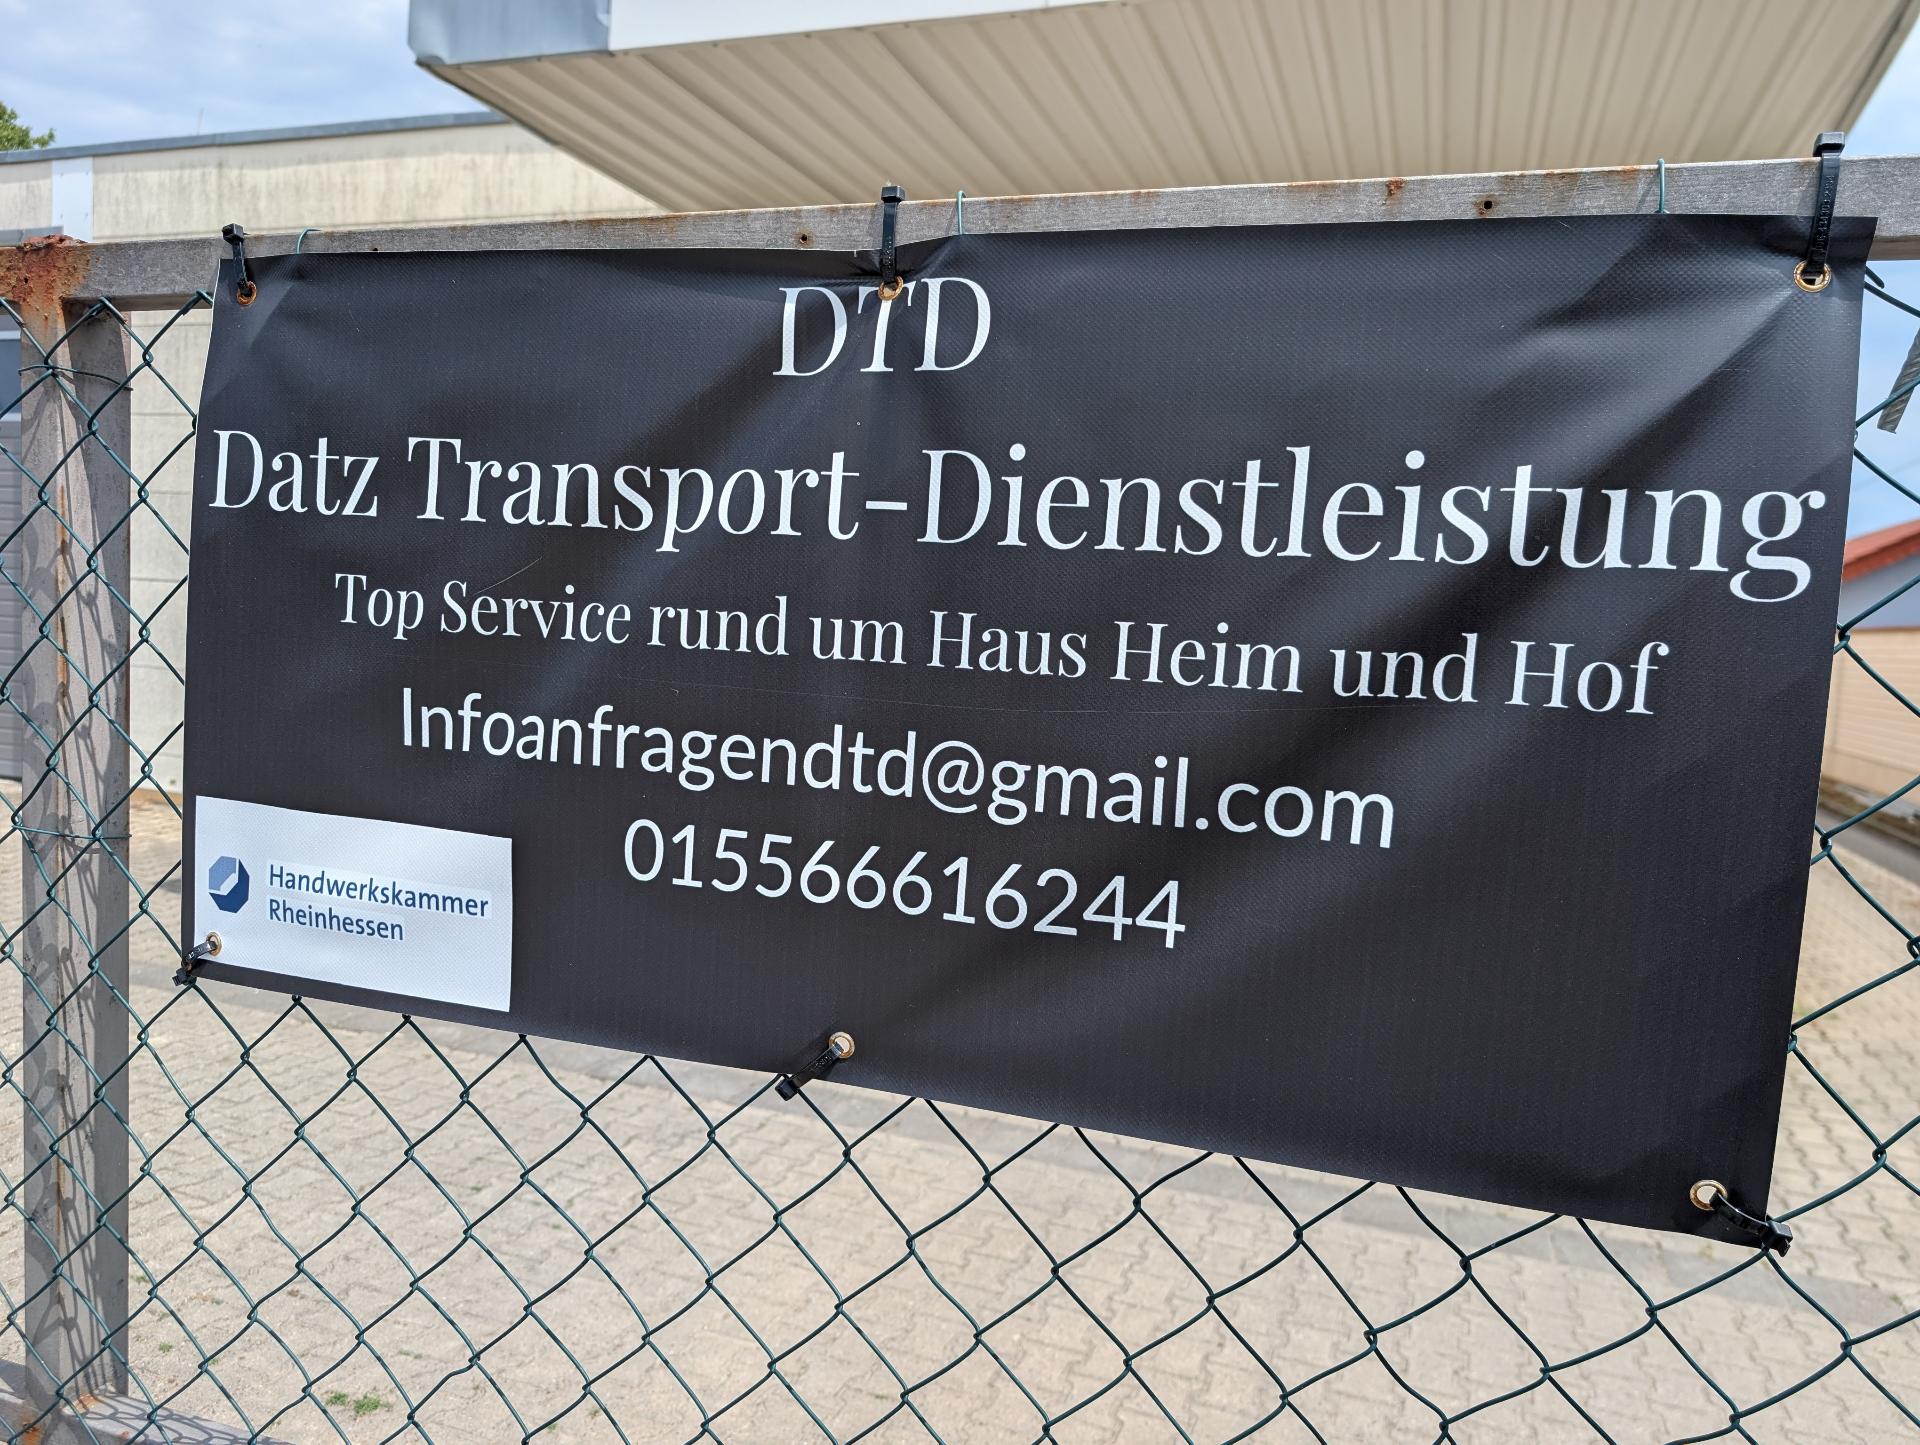 DTD
Datz Transport-Dienstleistung
Top Service rund um Haus Heim und Hof
Infoanfragendtd@gmail.com
015566616244
Handwerkskammer
Rheinhessen